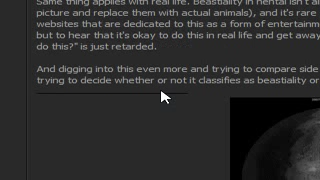 Same thing applies with real life. Beastiality in hentai isn't al
picture and replace them with actual animals), and it's rare
websites that are dedicated to this as a form of entertainm
but to hear that it's okay to do this in real life and get away
do this?" is just retarded.
And digging into this even more and trying to compare side
trying to decide whether or not it classifies as beastiality or